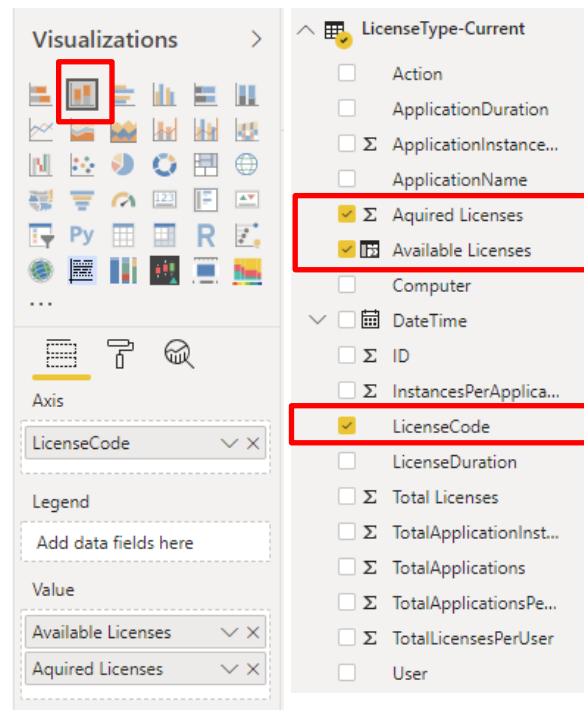 Visualizations
123
Py
R
...
Axis
LicenseCode
Legend
Add data fields here
Value
Available Licenses
Aquired Licenses
LicenseType-Current
Action
ApplicationDuration
Σ ApplicationInstance...
ApplicationName
Σ Aquired Licenses
Available Licenses
Computer
DateTime
Σ ID
Σ InstancesPerApplica...
LicenseCode
LicenseDuration
Σ Total Licenses
Σ TotalApplicationInst...
Σ TotalApplications
Σ TotalApplicationsPe...
Σ TotalLicensesPerUser
User